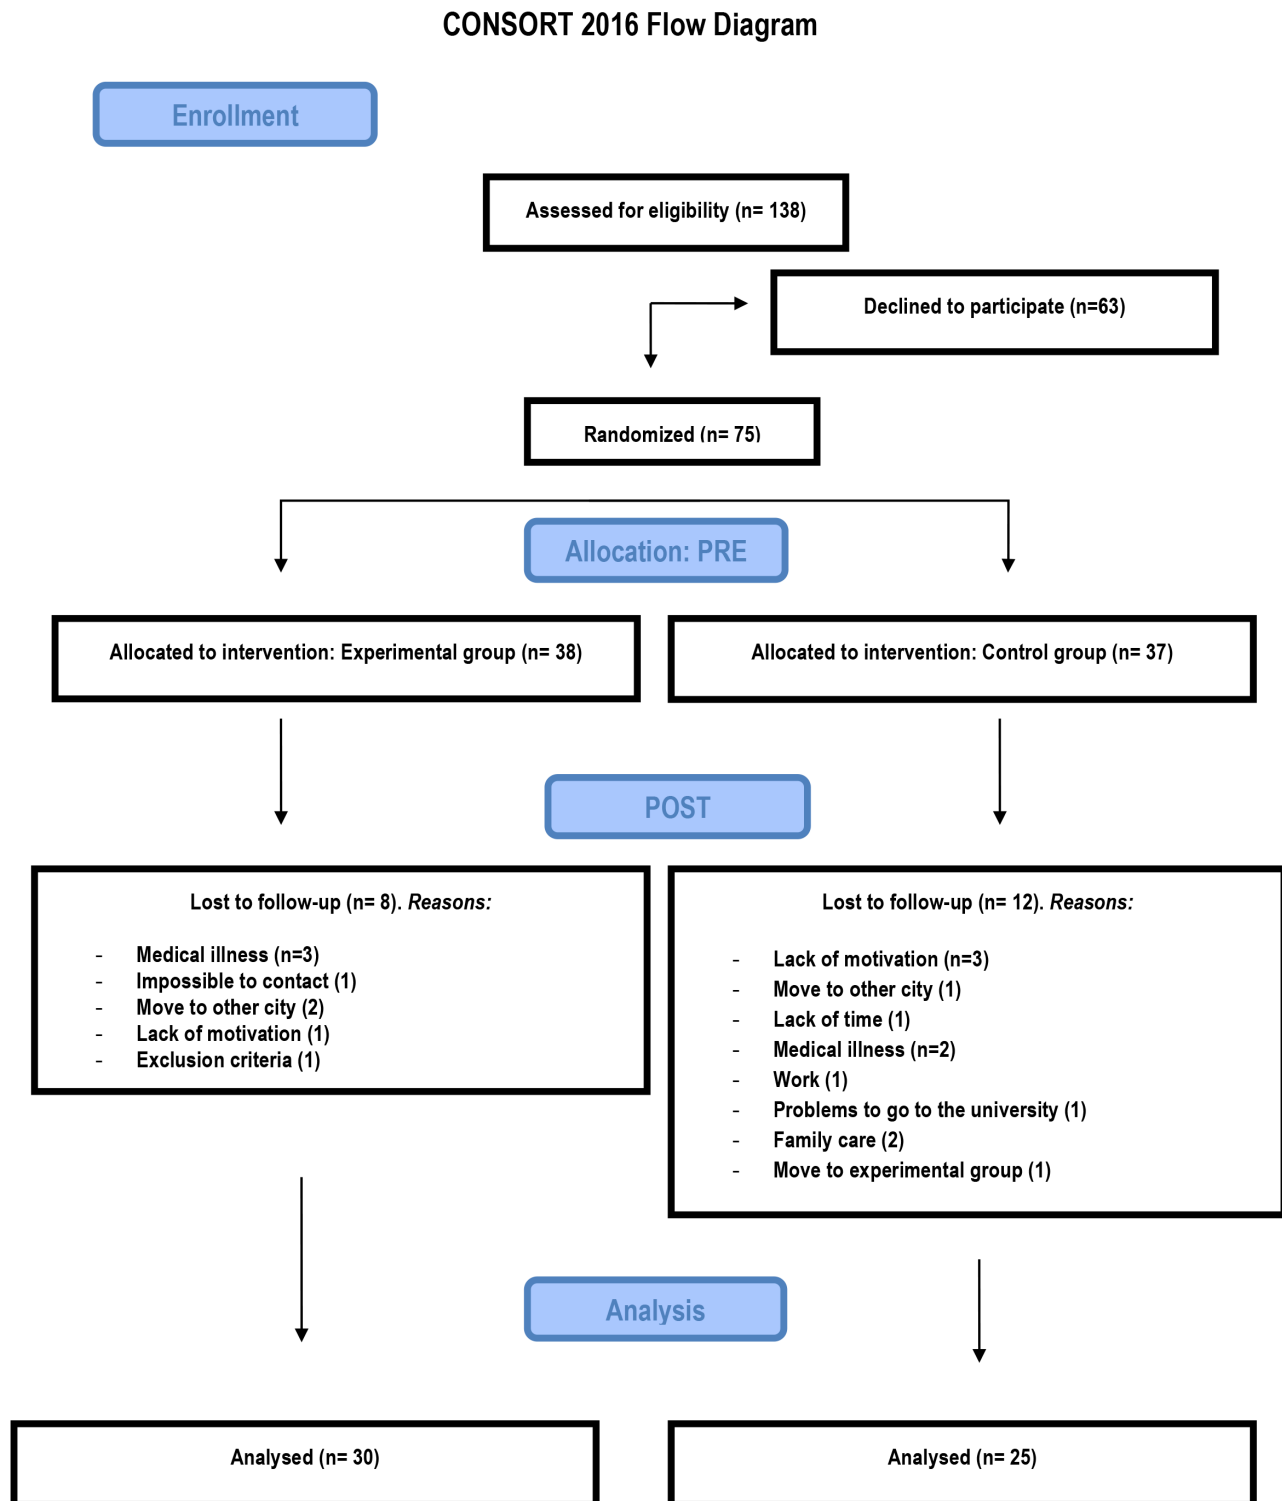 CONSORT 2016 Flow Diagram
Enrollment
Assessed for eligibility (n= 138)
Declined to participate (n=63)
Randomized (n= 75)
Allocation: PRE
Allocated to intervention: Experimental group (n= 38)
Allocated to intervention: Control group (n= 37)
POST
Lost to follow-up (n= 8). Reasons:
- Medical illness (n=3)
- Impossible to contact (1)
- Move to other city (2)
- Lack of motivation (1)
- Exclusion criteria (1)
Lost to follow-up (n= 12). Reasons:
- Lack of motivation (n=3)
- Move to other city (1)
- Lack of time (1)
- Medical illness (n=2)
- Work (1)
- Problems to go to the university (1)
- Family care (2)
- Move to experimental group (1)
Analysis
Analysed (n= 30)
Analysed (n= 25)